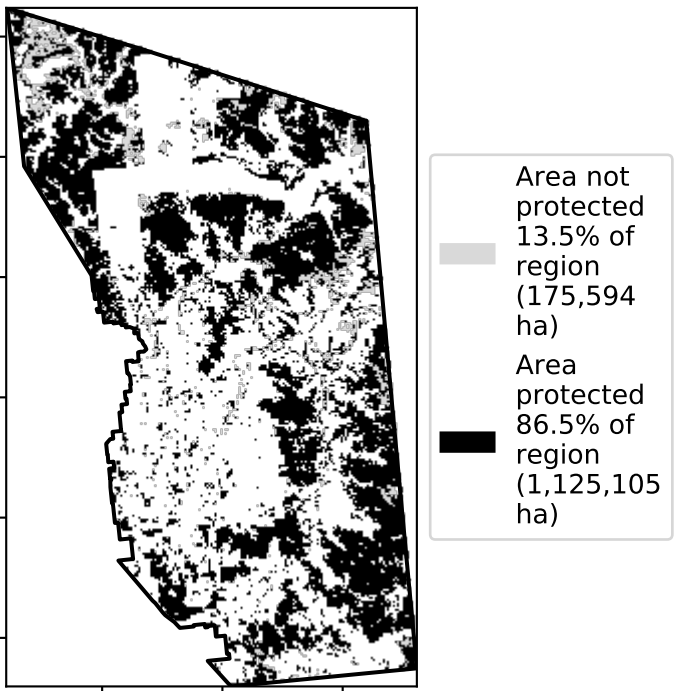 Area not
protected
13.5% of
region
(175,594
ha)
Area
protected
86.5% of
region
(1,125,105
ha)